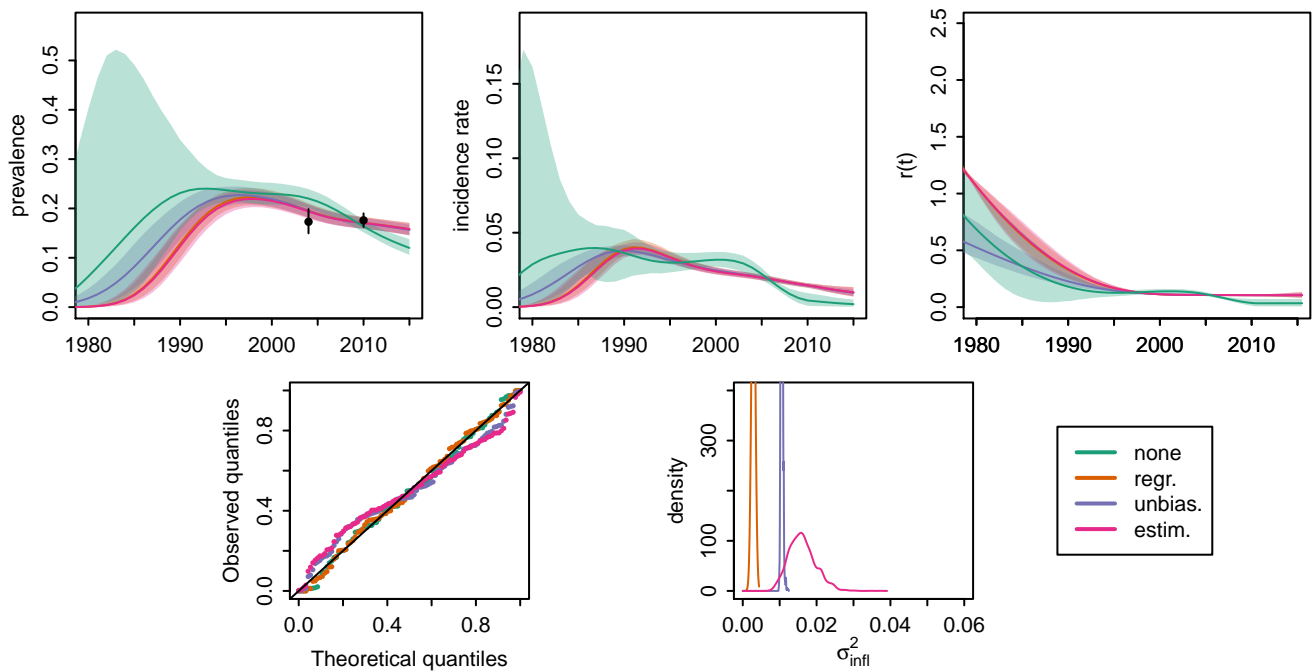 prevalence
0.0 0.1 0.2 0.3 0.4 0.5
1980 1990 2000 2010
incidence rate
0.00 0.05 0.10 0.15
1980 1990 2000 2010
r(t)
0.0 0.5 1.0 1.5 2.0 2.5
1980 1990 2000 2010
Observed quantiles
0.0 0.4 0.8
0.0 0.4 0.8
Theoretical quantiles
density
0 100 300
0.00 0.02 0.04 0.06
σ²infl
none
regr.
unbias.
estim.